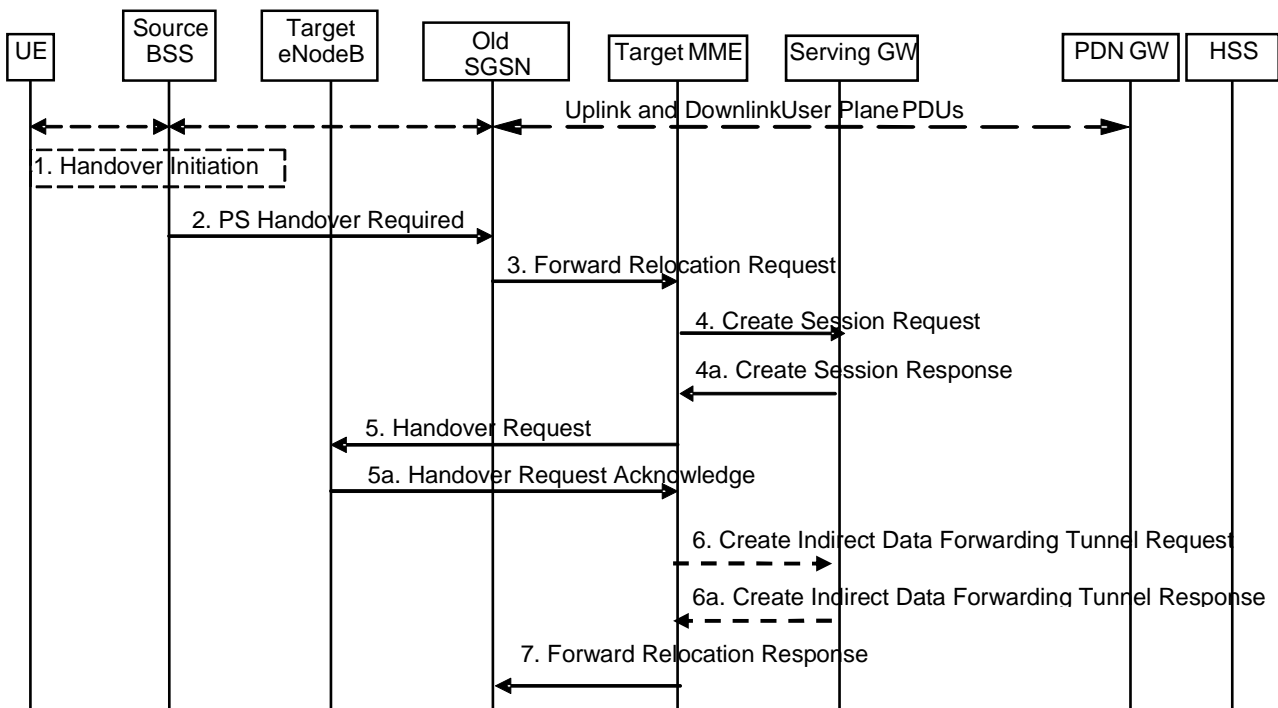 UE
Source
BSS
Target
eNodeB
Old
SGSN
Target MME
Serving GW
PDN GW
HSS
Uplink and DownlinkUser Plane PDUs
1. Handover Initiation
2. PS Handover Required
3. Forward Relocation Request
4. Create Session Request
4a. Create Session Response
5. Handover Request
5a. Handover Request Acknowledge
6. Create Indirect Data Forwarding Tunnel Request
6a. Create Indirect Data Forwarding Tunnel Response
7. Forward Relocation Response